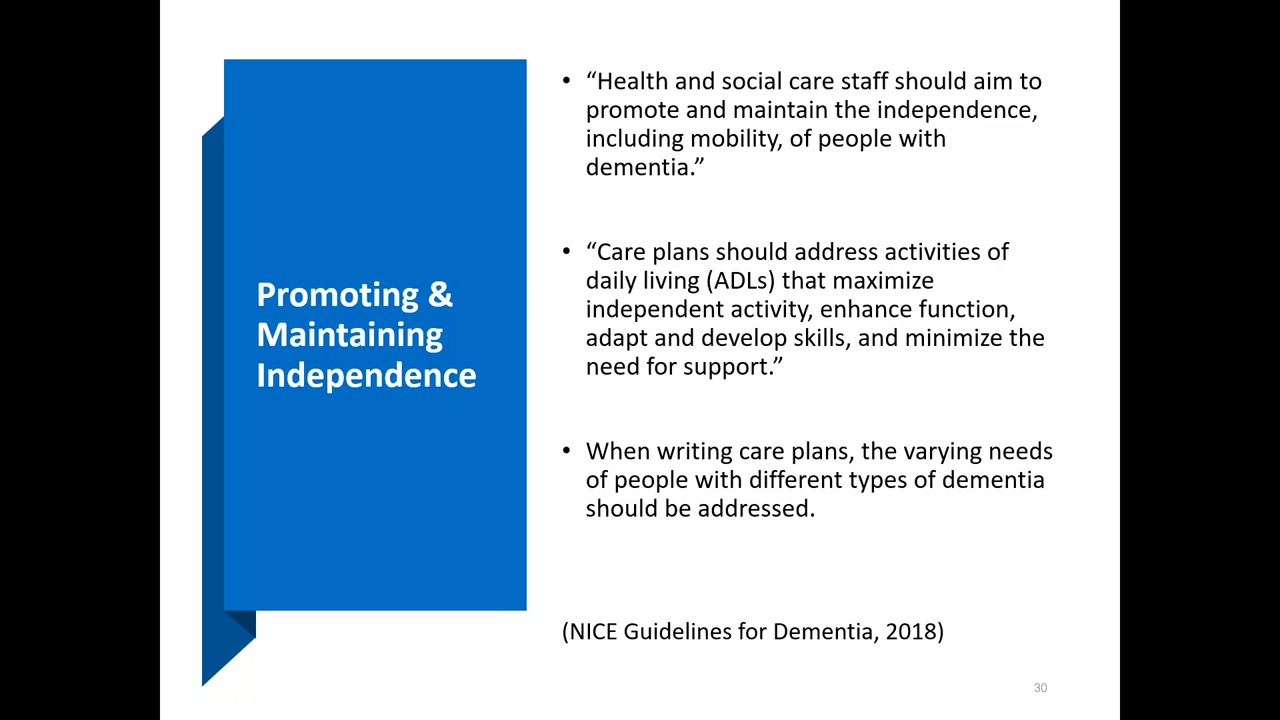 Promoting &
Maintaining
Independence
• “Health and social care staff should aim to
promote and maintain the independence,
including mobility, of people with
dementia.”
• “Care plans should address activities of
daily living (ADLs) that maximize
independent activity, enhance function,
adapt and develop skills, and minimize the
need for support.”
• When writing care plans, the varying needs
of people with different types of dementia
should be addressed.
(NICE Guidelines for Dementia, 2018)
30